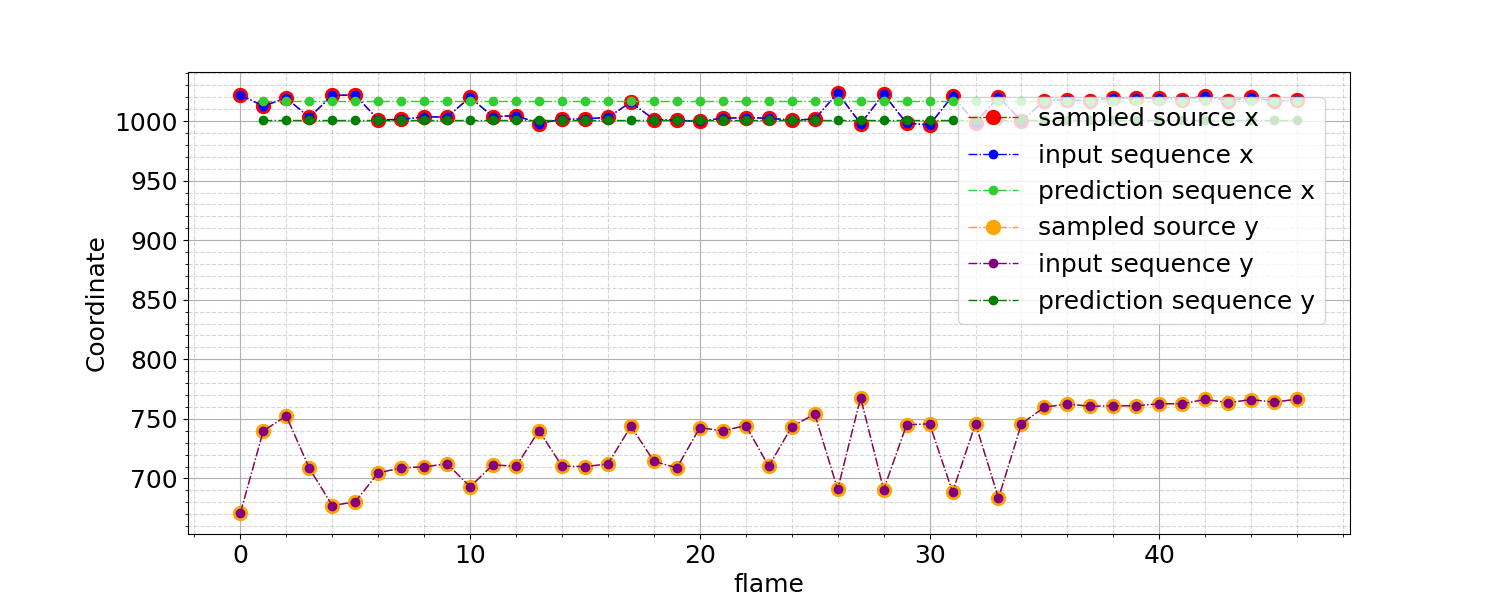 1000
950
900
850
800
750
700
Coordinate
0
10
20
30
40
flame
sampled source x
input sequence x
prediction sequence x
sampled source y
input sequence y
prediction sequence y